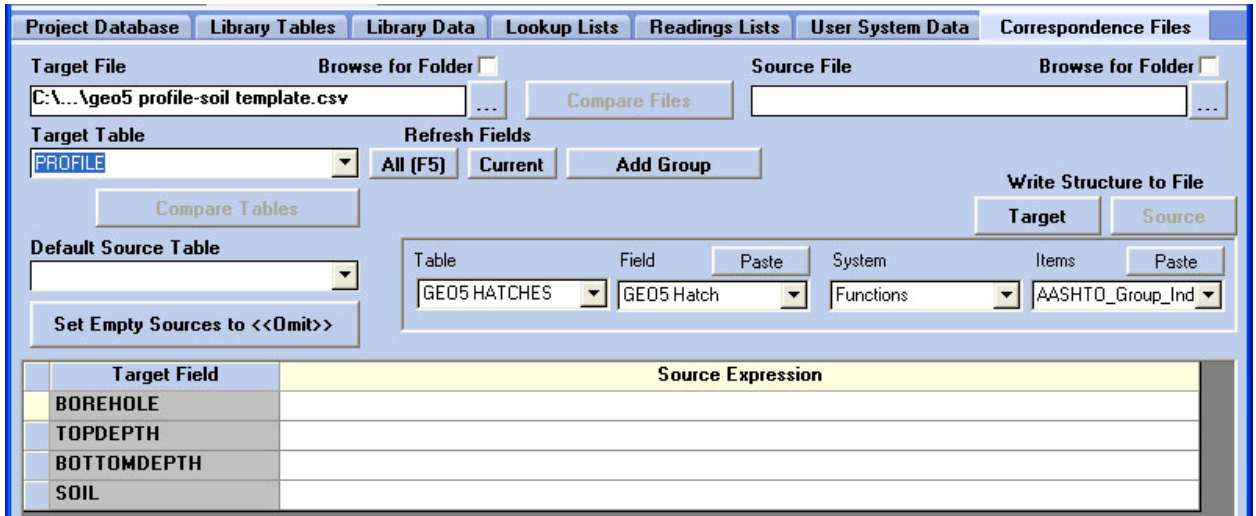 Project Database Library Tables Library Data Lookup Lists Readings Lists User System Data Correspondence Files
Target File Browse for Folder Source File Browse for Folder
C:\...\geo5 profile-soil template.csv ... Compare Files ...
Target Table Refresh Fields
PROFILE All (F5) Current Add Group
Write Structure to File
Compare Tables Target Source
Default Source Table
Table Field Paste System Items Paste
GEO5 HATCHES GEO5 Hatch Functions AASHTO_Group_Ind
Set Empty Sources to <<Omit>>
Target Field Source Expression
BOREHOLE
TOPDEPTH
BOTTOMDEPTH
SOIL